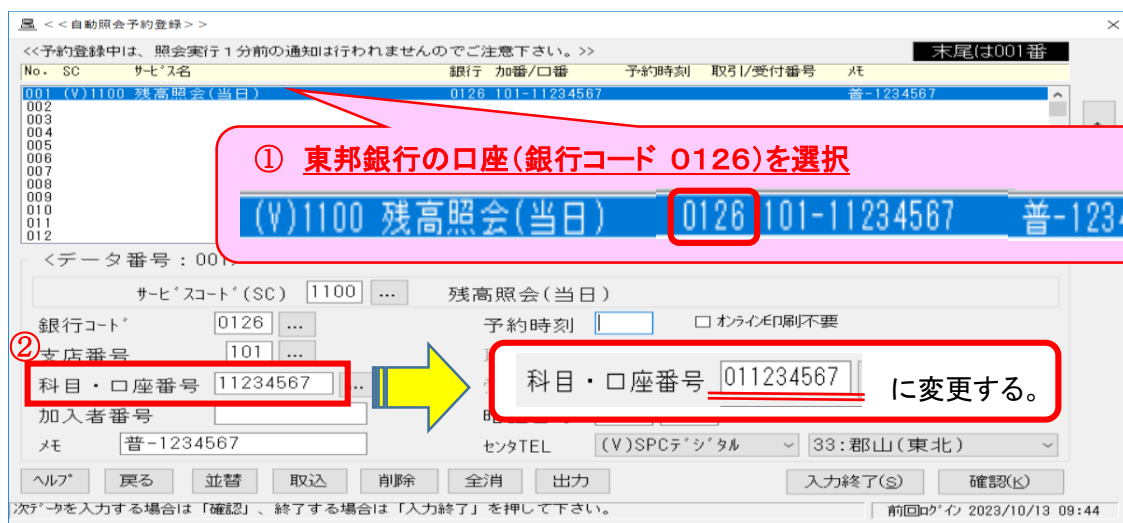 <<自動照会予約登録>>
<<予約登録中は、照会実行1分前の通知は行われませんのでご注意下さい。>>
末尾は001番
No. SC ｻｰﾋﾞｽ名 銀行 加番/口番 予約時刻 取引/受付番号 ﾒﾓ
001 (V)1100 残高照会(当日) 0126 101-11234567 普-1234567
002
003
004
005
006
007
008
009
010
011
012
① 東邦銀行の口座(銀行コード ０１２６)を選択
(V)1100 残高照会(当日) 0126 101-11234567 普-1234
<データ番号:001>
ｻｰﾋﾞｽｺｰﾄﾞ(SC) 1100 ... 残高照会(当日)
銀行ｺｰﾄﾞ 0126 ... 予約時刻 □ ｵﾝﾗｲﾝ印刷不要
②
支店番号 101 ...
科目・口座番号 11234567 ...
科目・口座番号 011234567 に変更する。
加入者番号
ﾒﾓ 普-1234567 ｾﾝﾀTEL (V)SPCﾃﾞｼﾞﾀﾙ 33:郡山(東北)
ﾍﾙﾌﾟ 戻る 並替 取込 削除 全消 出力 入力終了(S) 確認(K)
次ﾃﾞｰﾀを入力する場合は「確認」、終了する場合は「入力終了」を押して下さい。 前回ﾛｸﾞｲﾝ 2023/10/13 09:44